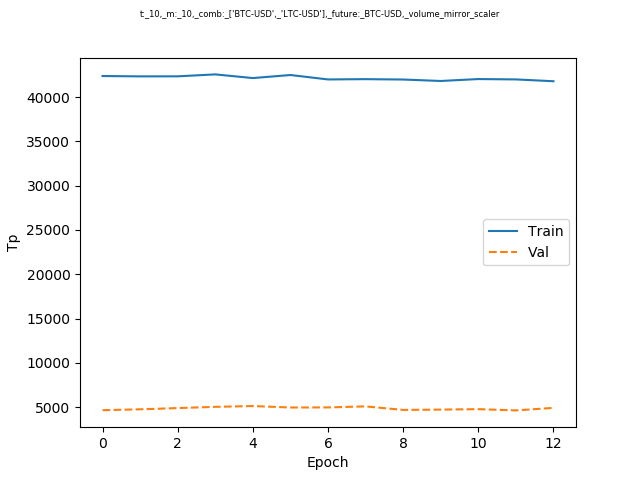 t:_10,_m:_10,_comb:_['BTC-USD',_'LTC-USD'],_future:_BTC-USD,_volume_mirror_scaler
40000
35000
30000
25000
20000
15000
10000
5000
Tp
Train
Val
0 2 4 6 8 10 12
Epoch